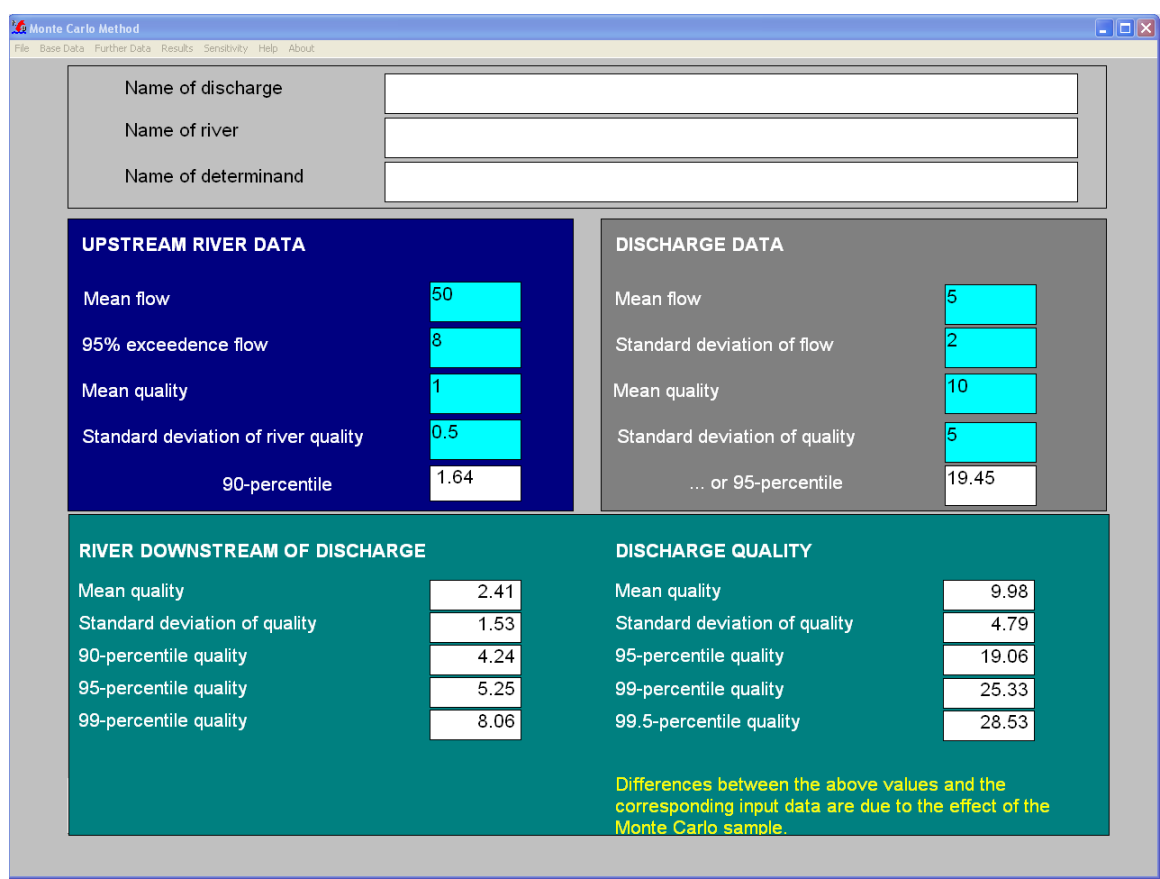 Monte Carlo Method
File Base Data Further Data Results Sensitivity Help About
Name of discharge
Name of river
Name of determinand
UPSTREAM RIVER DATA
Mean flow 50
95% exceedence flow 8
Mean quality 1
Standard deviation of river quality 0.5
90-percentile 1.64
DISCHARGE DATA
Mean flow 5
Standard deviation of flow 2
Mean quality 10
Standard deviation of quality 5
... or 95-percentile 19.45
RIVER DOWNSTREAM OF DISCHARGE
Mean quality 2.41
Standard deviation of quality 1.53
90-percentile quality 4.24
95-percentile quality 5.25
99-percentile quality 8.06
DISCHARGE QUALITY
Mean quality 9.98
Standard deviation of quality 4.79
95-percentile quality 19.06
99-percentile quality 25.33
99.5-percentile quality 28.53
Differences between the above values and the
corresponding input data are due to the effect of the
Monte Carlo sample.